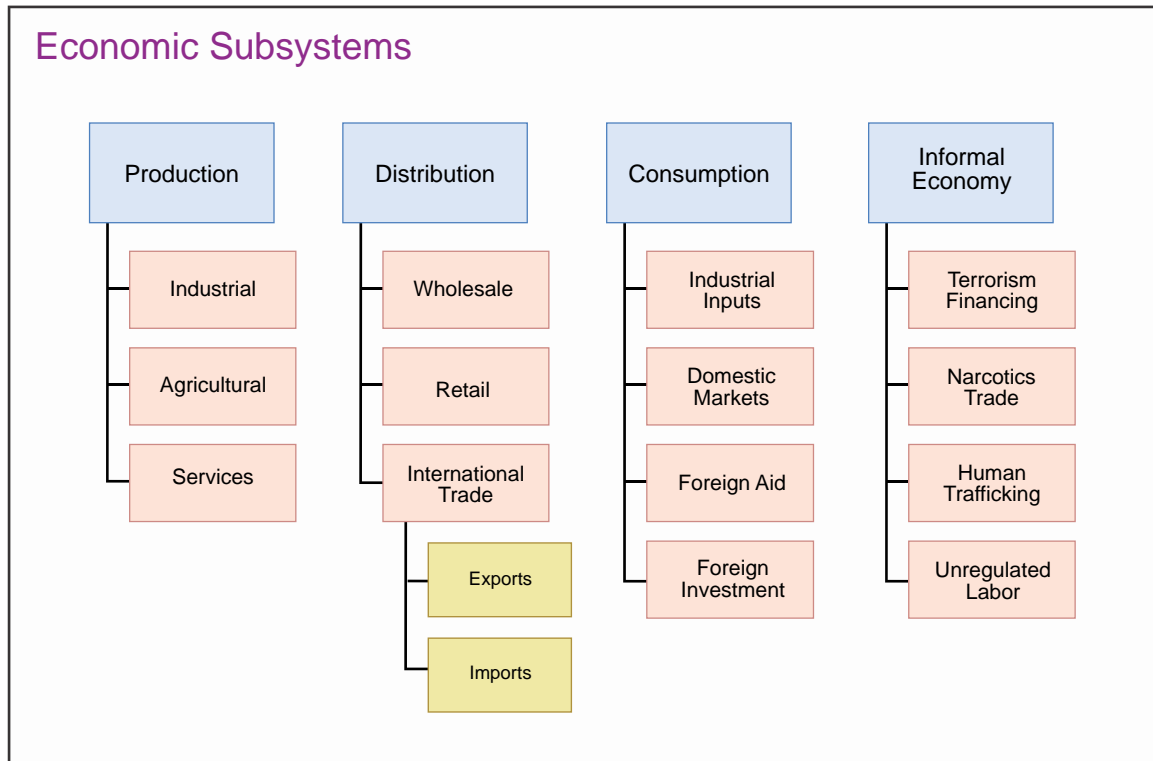 Economic Subsystems
Production
Industrial
Agricultural
Services
Distribution
Wholesale
Retail
International
Trade
Exports
Imports
Consumption
Industrial
Inputs
Domestic
Markets
Foreign Aid
Foreign
Investment
Informal
Economy
Terrorism
Financing
Narcotics
Trade
Human
Trafficking
Unregulated
Labor